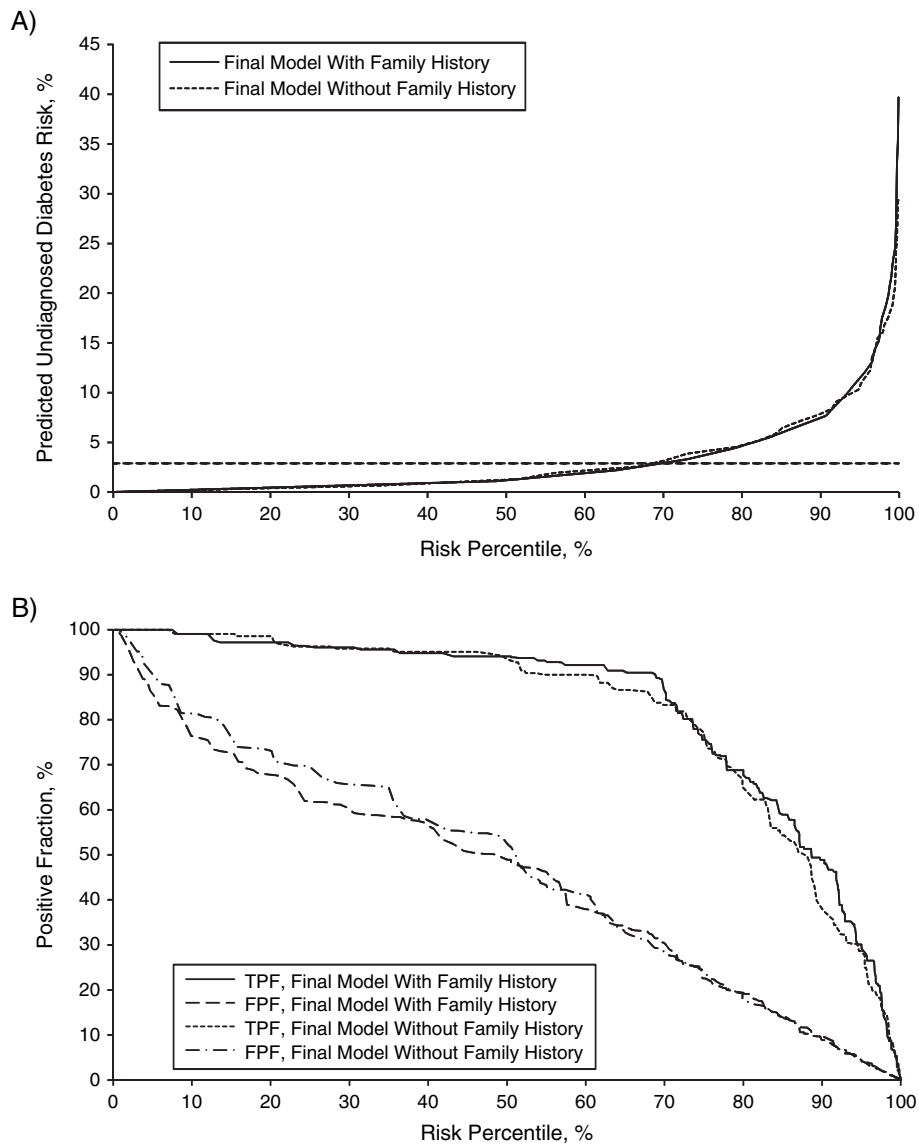 A)
Final Model With Family History
Final Model Without Family History
Predicted Undiagnosed Diabetes Risk, %
45
40
35
30
25
20
15
10
5
0
0 10 20 30 40 50 60 70 80 90 100
Risk Percentile, %
B)
Positive Fraction, %
100
90
80
70
60
50
40
30
20
10
0
TPF, Final Model With Family History
FPF, Final Model With Family History
TPF, Final Model Without Family History
FPF, Final Model Without Family History
0 10 20 30 40 50 60 70 80 90 100
Risk Percentile, %